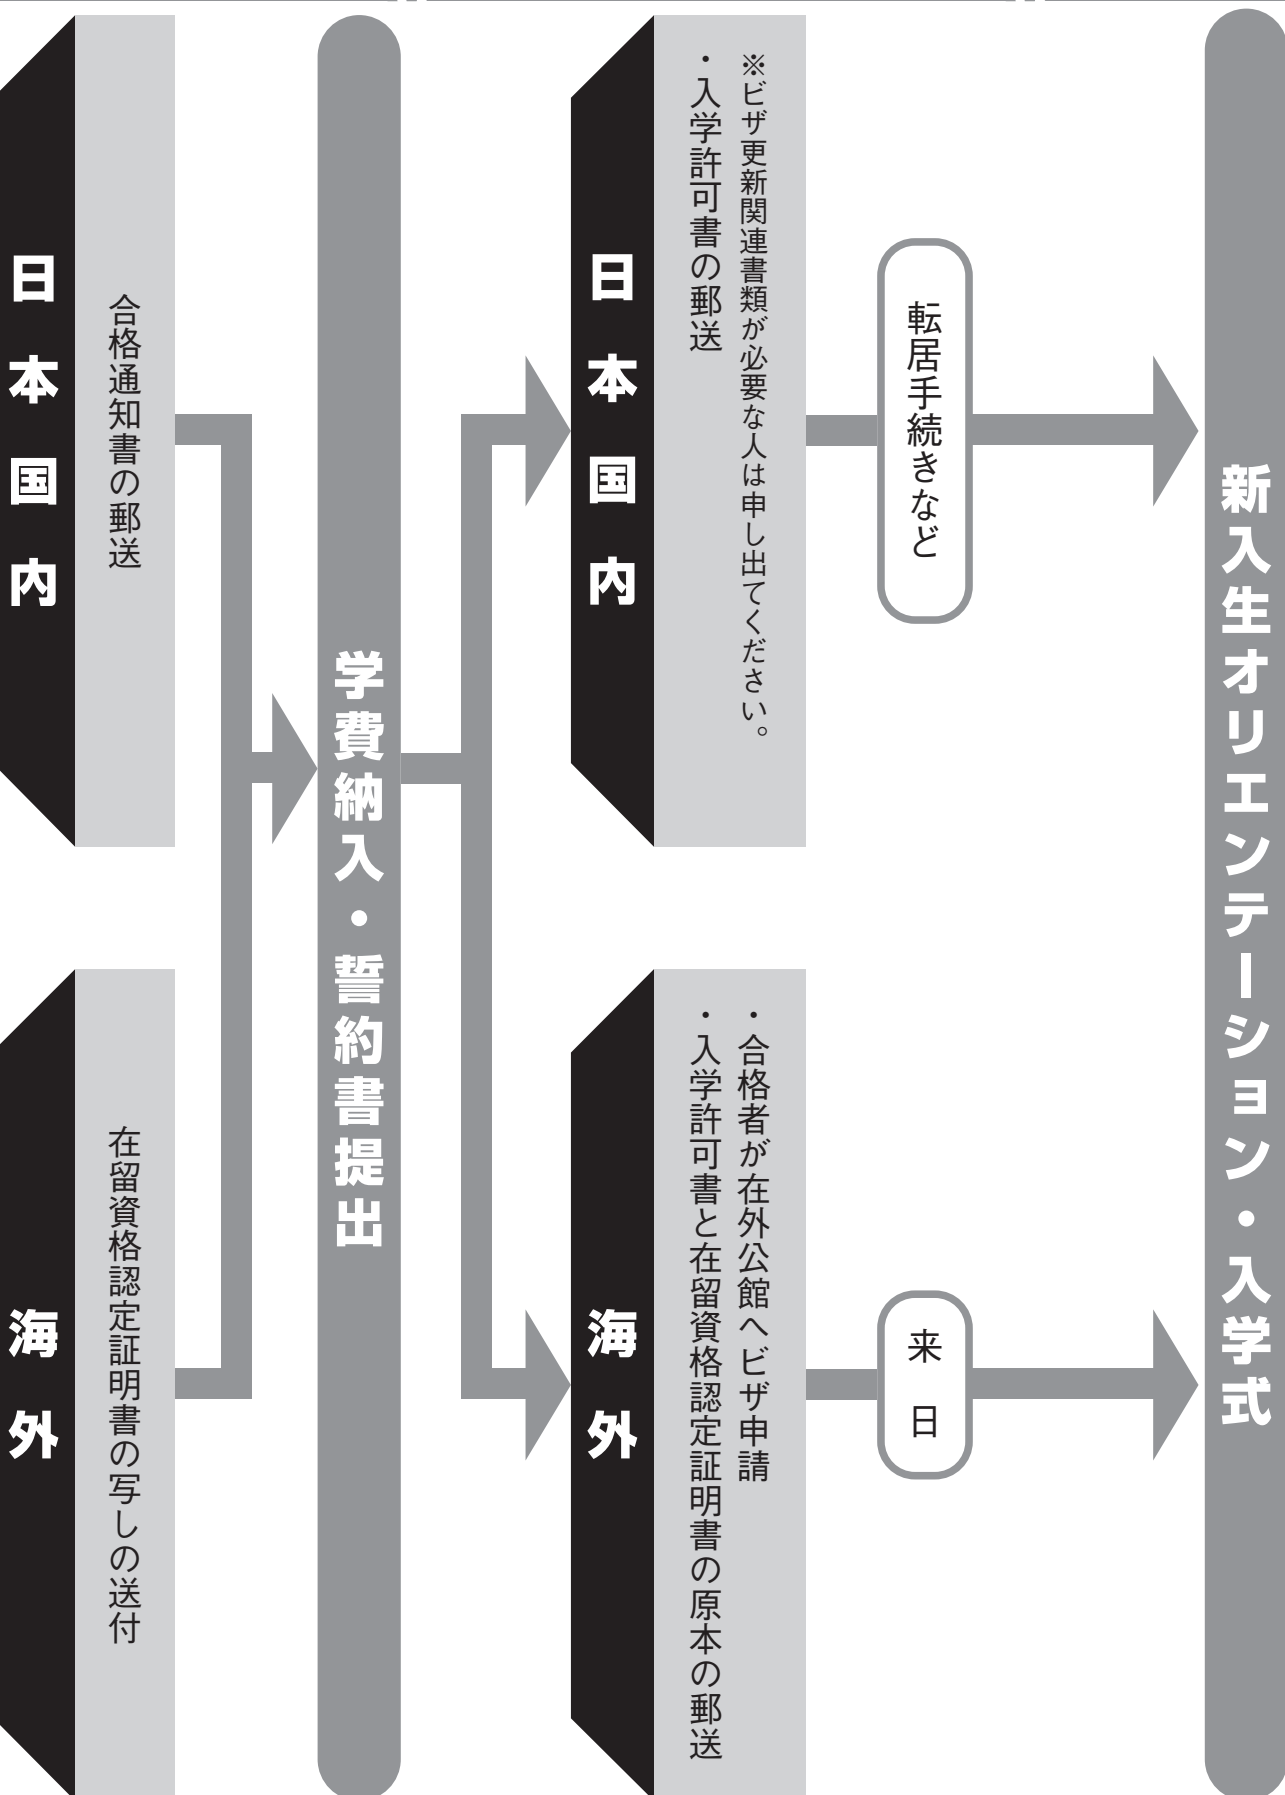 日本国内
合格通知書の郵送
海外
在留資格認定証明書の写しの送付
学費納入・誓約書提出
日本国内
・入学許可書の郵送
※ビザ更新関連書類が必要な人は申し出てください。
海外
・入学許可書と在留資格認定証明書の原本の郵送
・合格者が在外公館へビザ申請
転居手続きなど
来日
新入生オリエンテーション・入学式